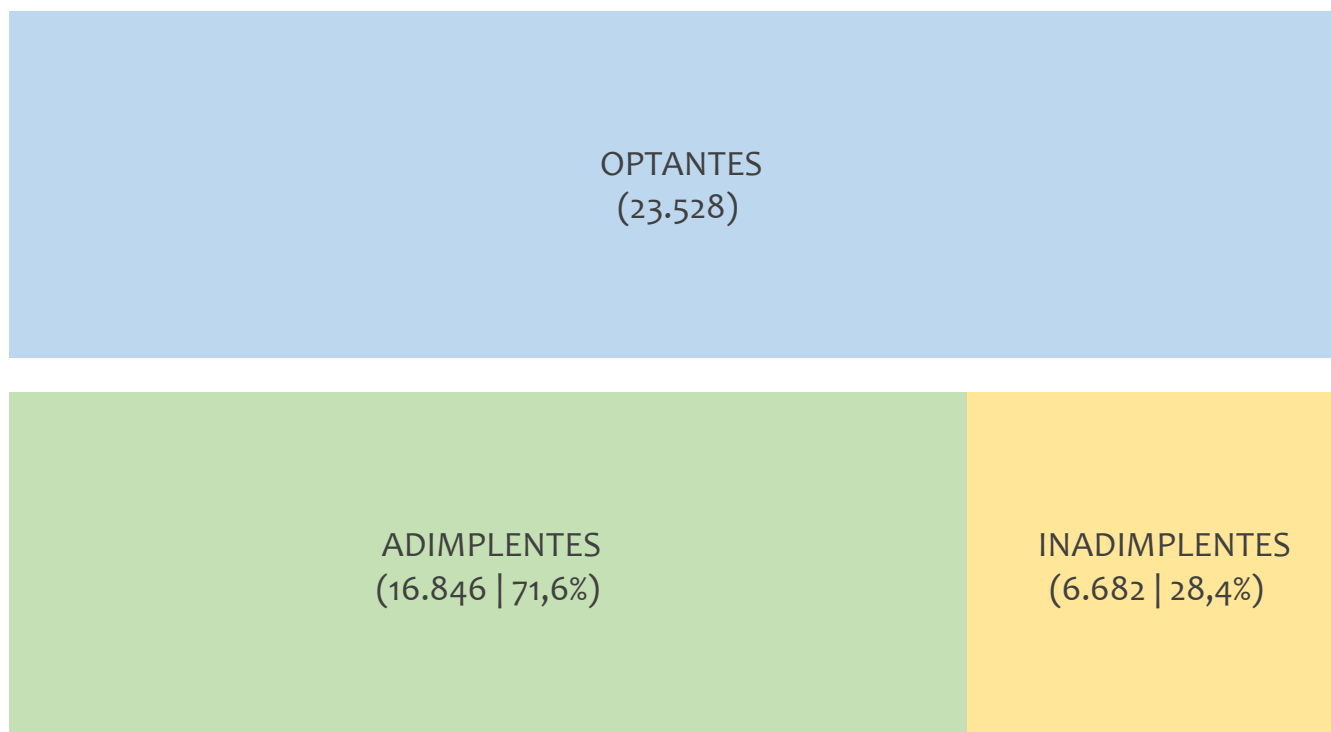 OPTANTES
(23.528)
ADIMPLENTES
(16.846 | 71,6%)
INADIMPLENTES
(6.682 | 28,4%)